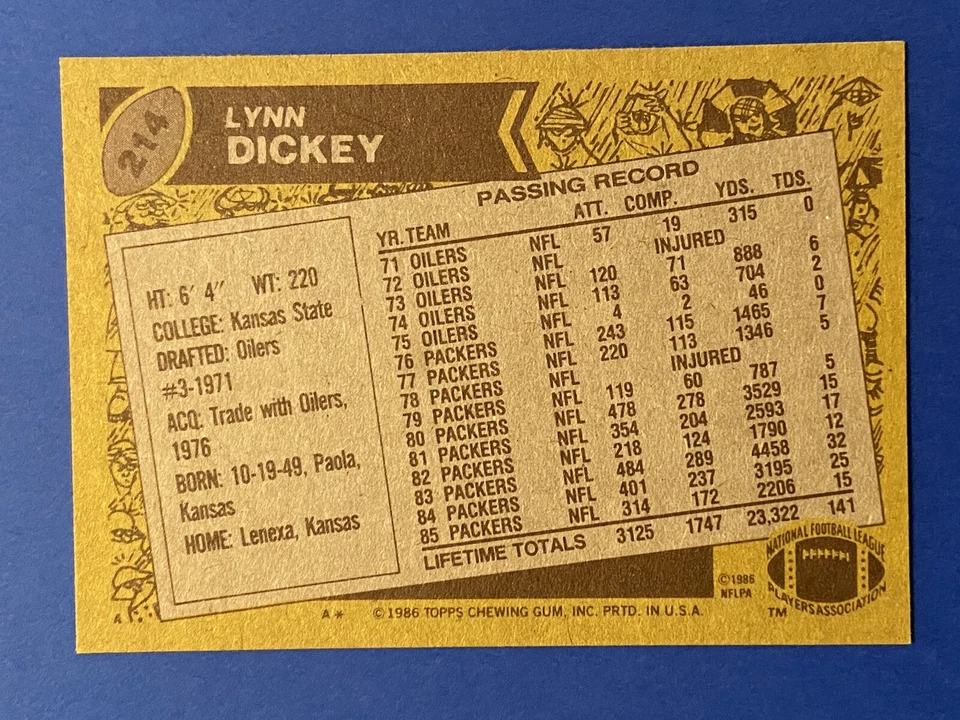 214
LYNN
DICKEY
PASSING RECORD
YR. TEAM ATT. COMP. YDS. TDS.
71 OILERS NFL 57 19 315 0
72 OILERS NFL INJURED
73 OILERS NFL 120 71 888 6
74 OILERS NFL 113 63 704 2
75 OILERS NFL 4 2 46 0
76 PACKERS NFL 243 115 1465 7
77 PACKERS NFL 220 113 1346 5
78 PACKERS NFL INJURED
79 PACKERS NFL 119 60 787 5
80 PACKERS NFL 478 278 3529 15
81 PACKERS NFL 354 204 2593 17
82 PACKERS NFL 218 124 1790 12
83 PACKERS NFL 484 289 4458 32
84 PACKERS NFL 401 237 3195 25
85 PACKERS NFL 314 172 2206 15
LIFETIME TOTALS 3125 1747 23,322 141
HT: 6' 4" WT: 220
COLLEGE: Kansas State
DRAFTED: Oilers
#3-1971
ACQ: Trade with Oilers,
1976
BORN: 10-19-49, Paola,
Kansas
HOME: Lenexa, Kansas
NATIONAL FOOTBALL LEAGUE
PLAYERS ASSOCIATION
TM
©1986
NFLPA
A* © 1986 TOPPS CHEWING GUM, INC. PRTD. IN U.S.A.